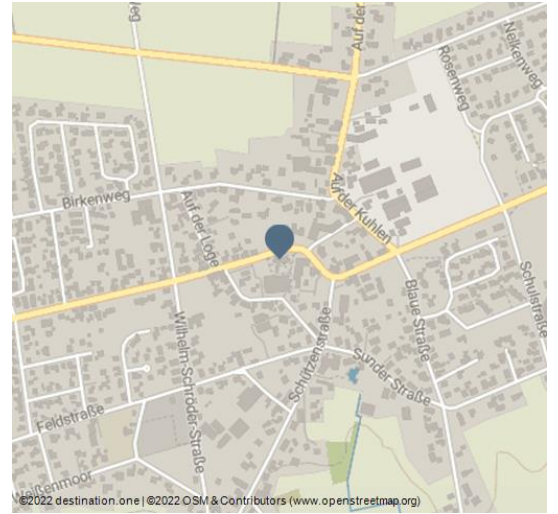 Weg
Auf der
Rosenweg
Nelkenweg
Birkenweg
Auf der Loge
Auf der Kuhlen
Schulstraße
Blaue Straße
Wilhelm-Schröder-Straße
Schützenstraße
Sunder Straße
Feldstraße
©2022 destination.one | ©2022 OSM & Contributors (www.openstreetmap.org)